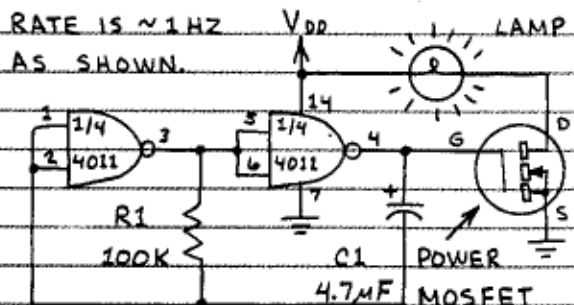 RATE IS ~ 1 HZ
AS SHOWN.
VDD
LAMP
14
1
2
1/4
4011
3
5
6
1/4
4011
4
7
G
D
S
R1
100K
+
C1
4.7µF
POWER
MOSFET